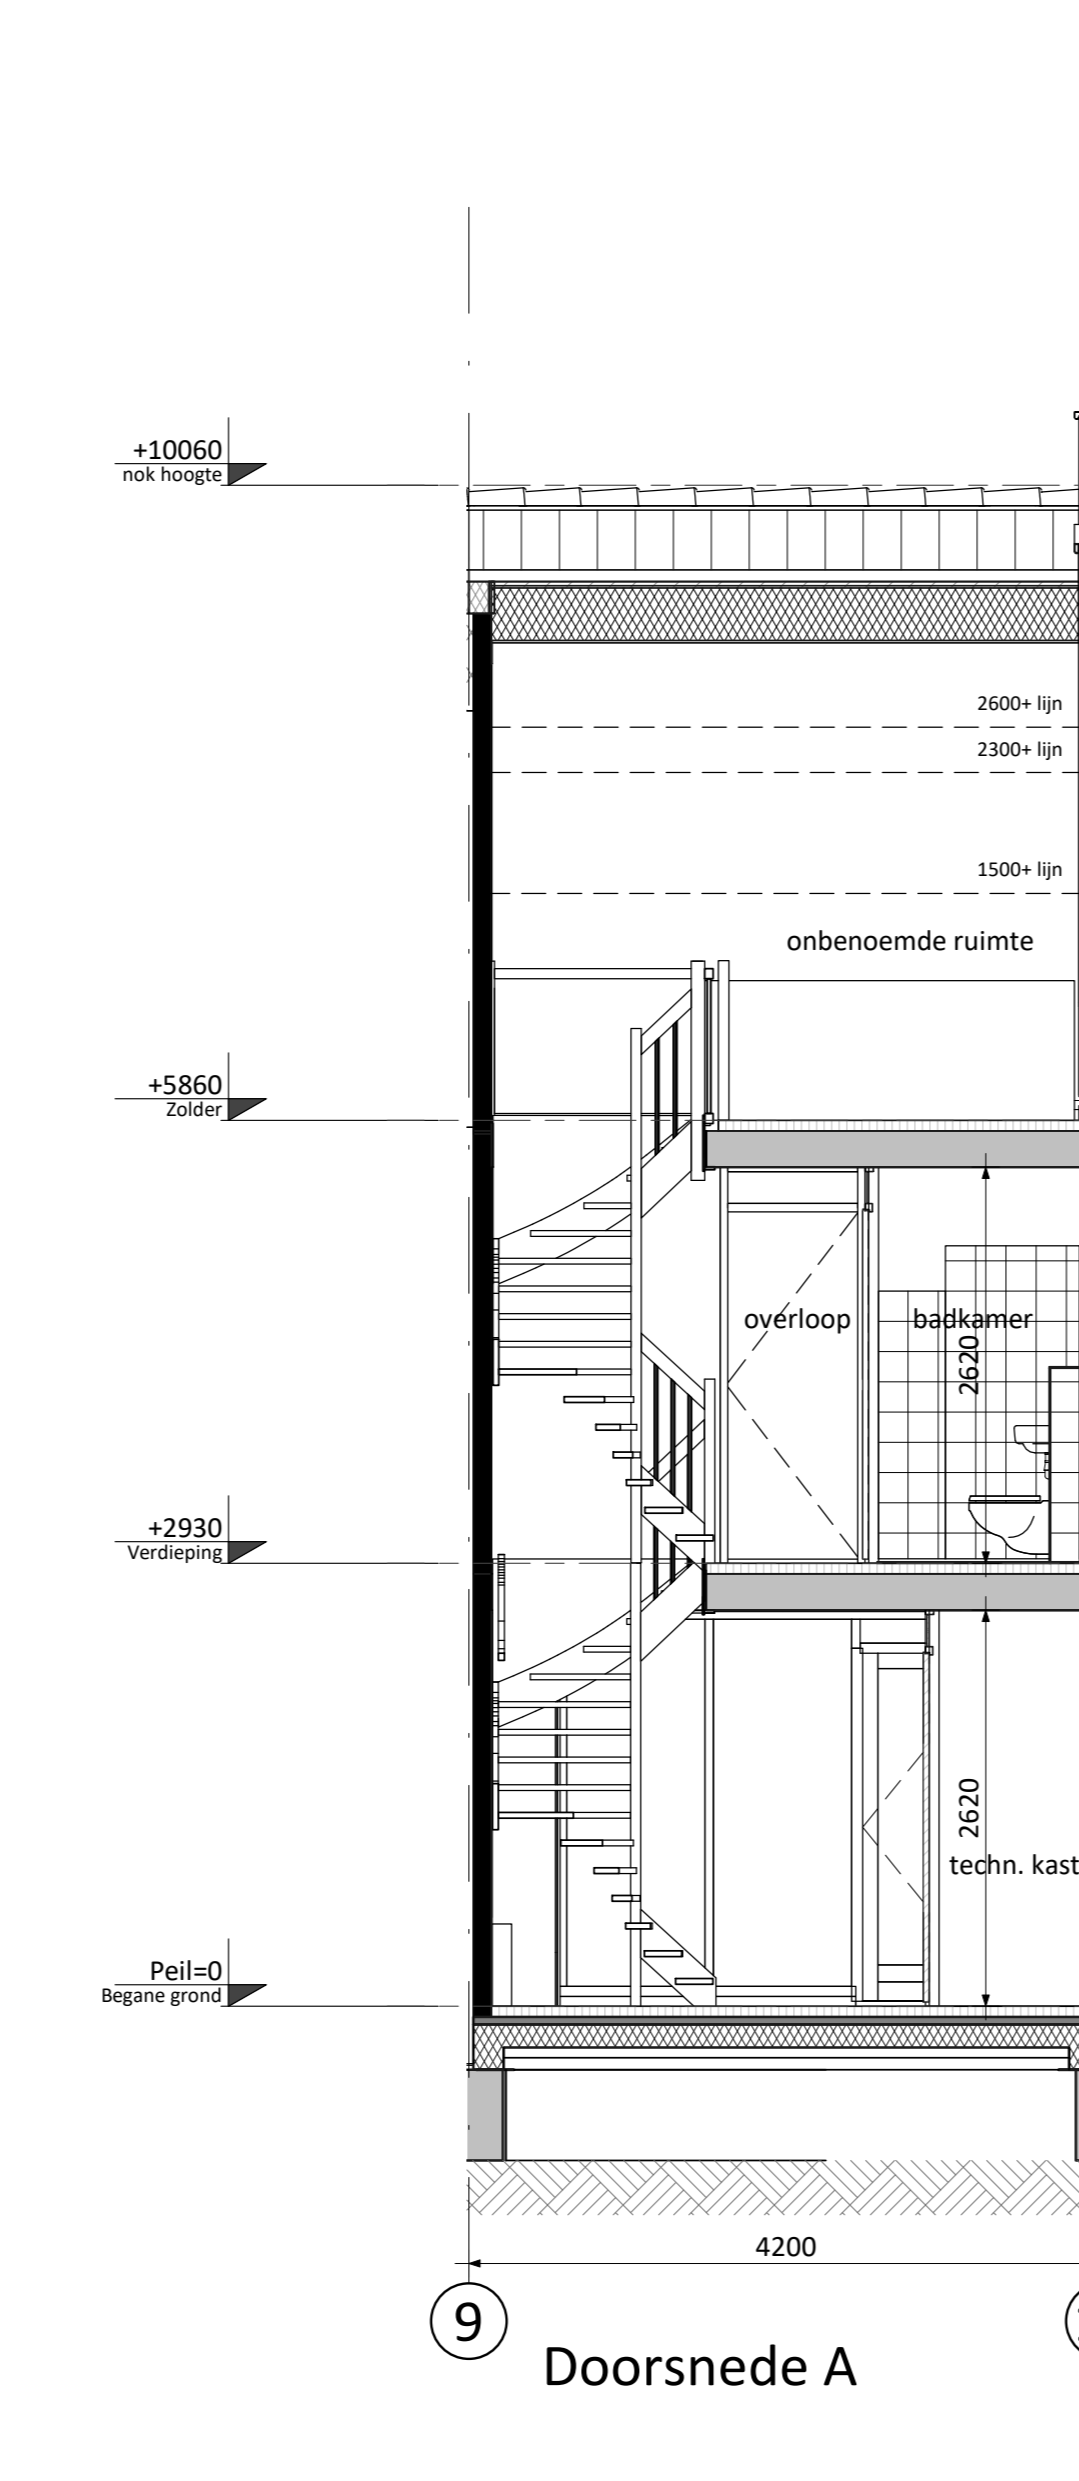 +10060
nok hoogte
2600+ lijn
2300+ lijn
1500+ lijn
onbenoemde ruimte
+5860
Zolder
overloop
badkamer
2620
+2930
Verdieping
2620
techn. kast
Peil=0
Begane grond
4200
9
Doorsnede A